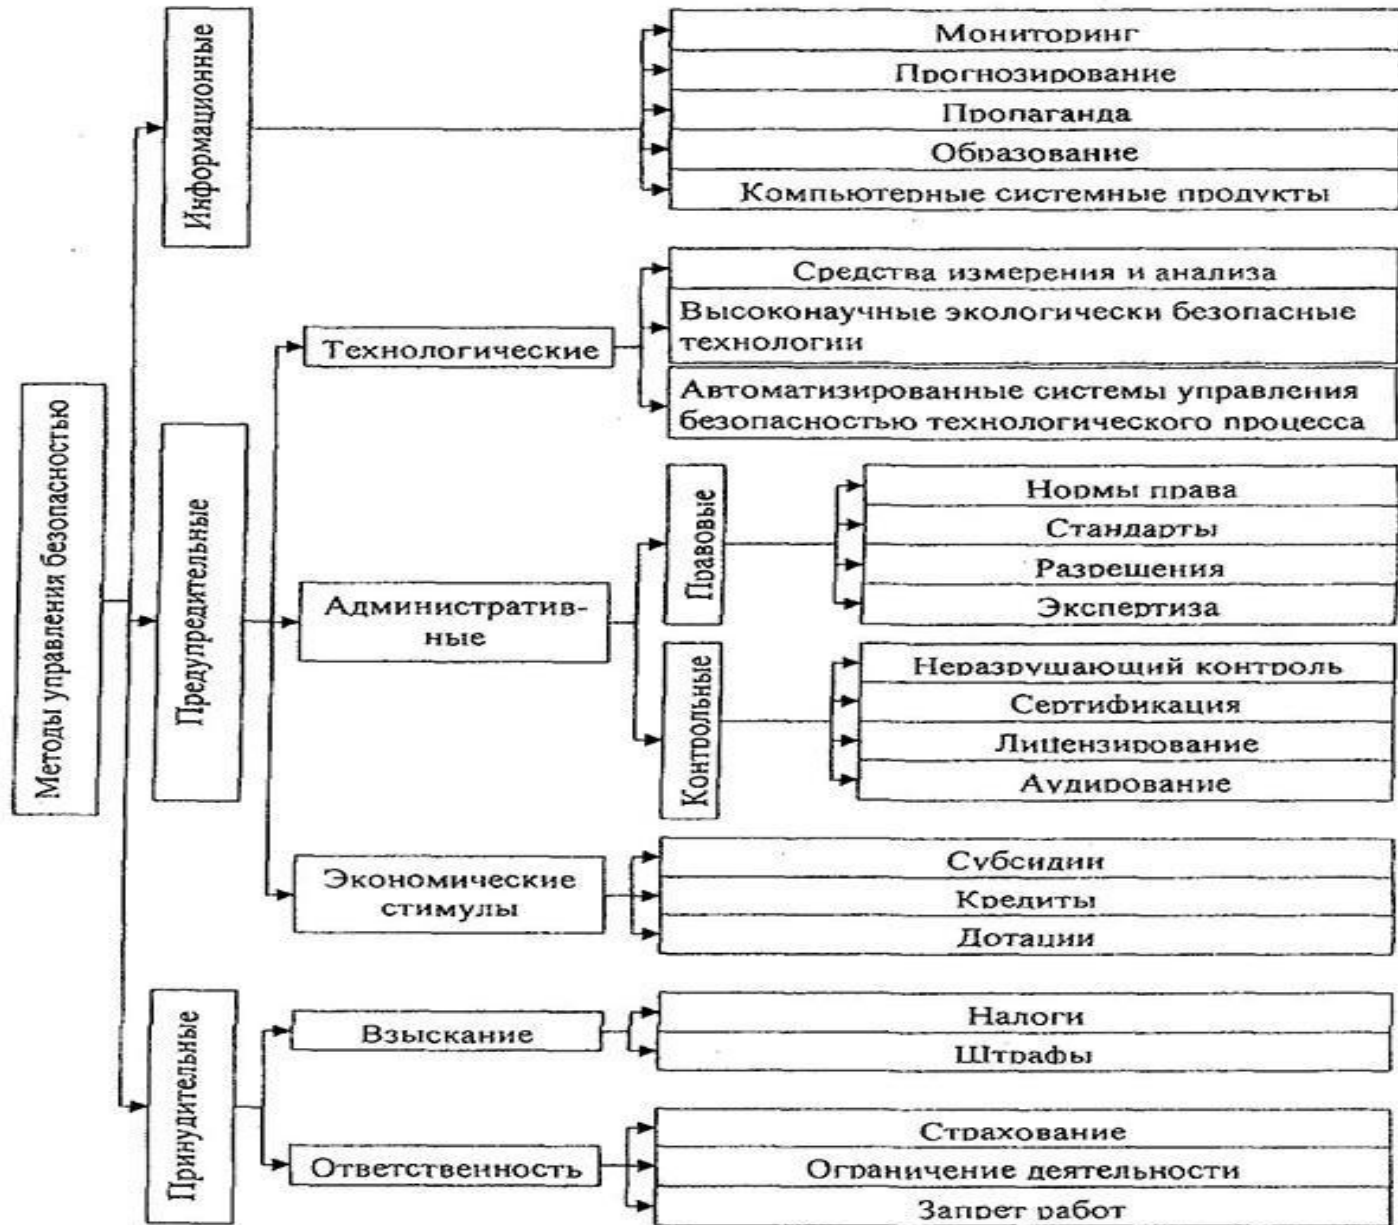 Методы управления безопасностью
Информационные
Мониторинг
Прогнозирование
Пропаганда
Образование
Компьютерные системные продукты
Предупредительные
Технологические
Средства измерения и анализа
Высоконаучные экологически безопасные
технологии
Автоматизированные системы управления
безопасностью технологического процесса
Административ-
ные
Правовые
Нормы права
Стандарты
Разрешения
Экспертиза
Контрольные
Неразрушающий контроль
Сертификация
Лицензирование
Аудирование
Экономические
стимулы
Субсидии
Кредиты
Дотации
Принудительные
Взыскание
Налоги
Штрафы
Ответственность
Страхование
Ограничение деятельности
Запрет работ